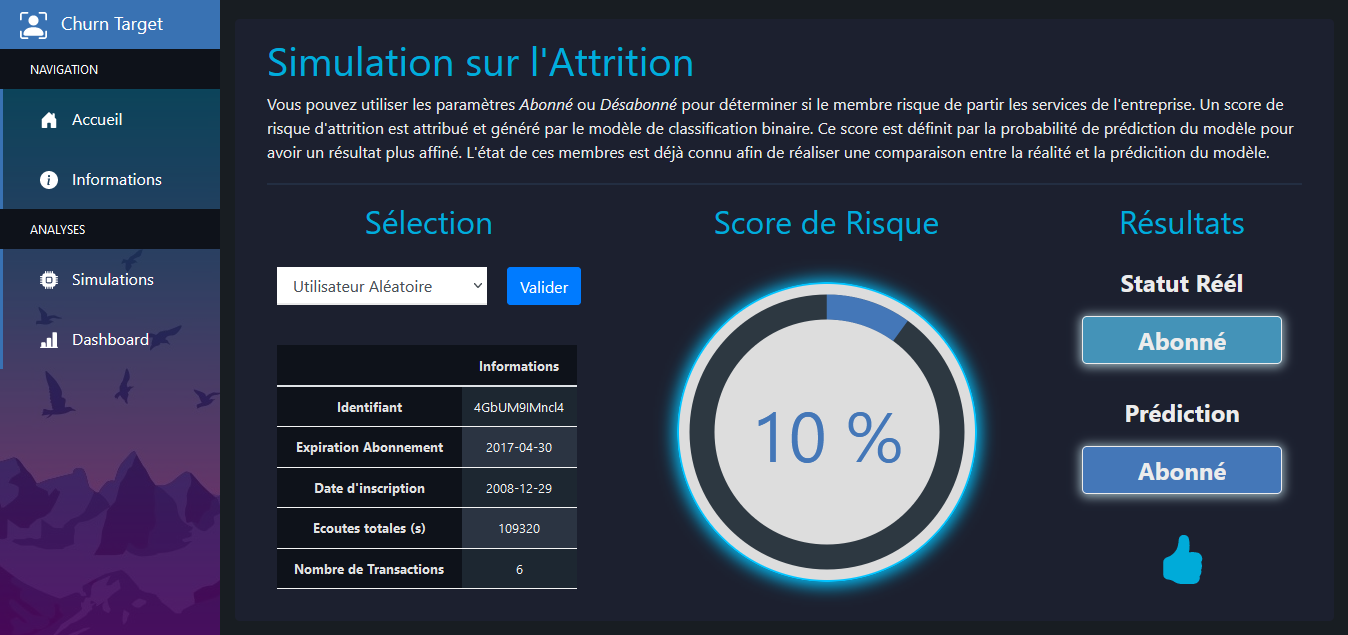 Churn Target
NAVIGATION
Accueil
Informations
ANALYSES
Simulations
Dashboard
Simulation sur l'Attrition
Vous pouvez utiliser les paramètres Abonné ou Désabonné pour déterminer si le membre risque de partir les services de l'entreprise. Un score de
risque d'attrition est attribué et généré par le modèle de classification binaire. Ce score est définit par la probabilité de prédiction du modèle pour
avoir un résultat plus affiné. L'état de ces membres est déjà connu afin de réaliser une comparaison entre la réalité et la prédicition du modèle.
Sélection
Utilisateur Aléatoire
Valider
Informations
Identifiant 4GbUM9IMncl4
Expiration Abonnement 2017-04-30
Date d'inscription 2008-12-29
Ecoutes totales (s) 109320
Nombre de Transactions 6
Score de Risque
10 %
Résultats
Statut Réél
Abonné
Prédiction
Abonné